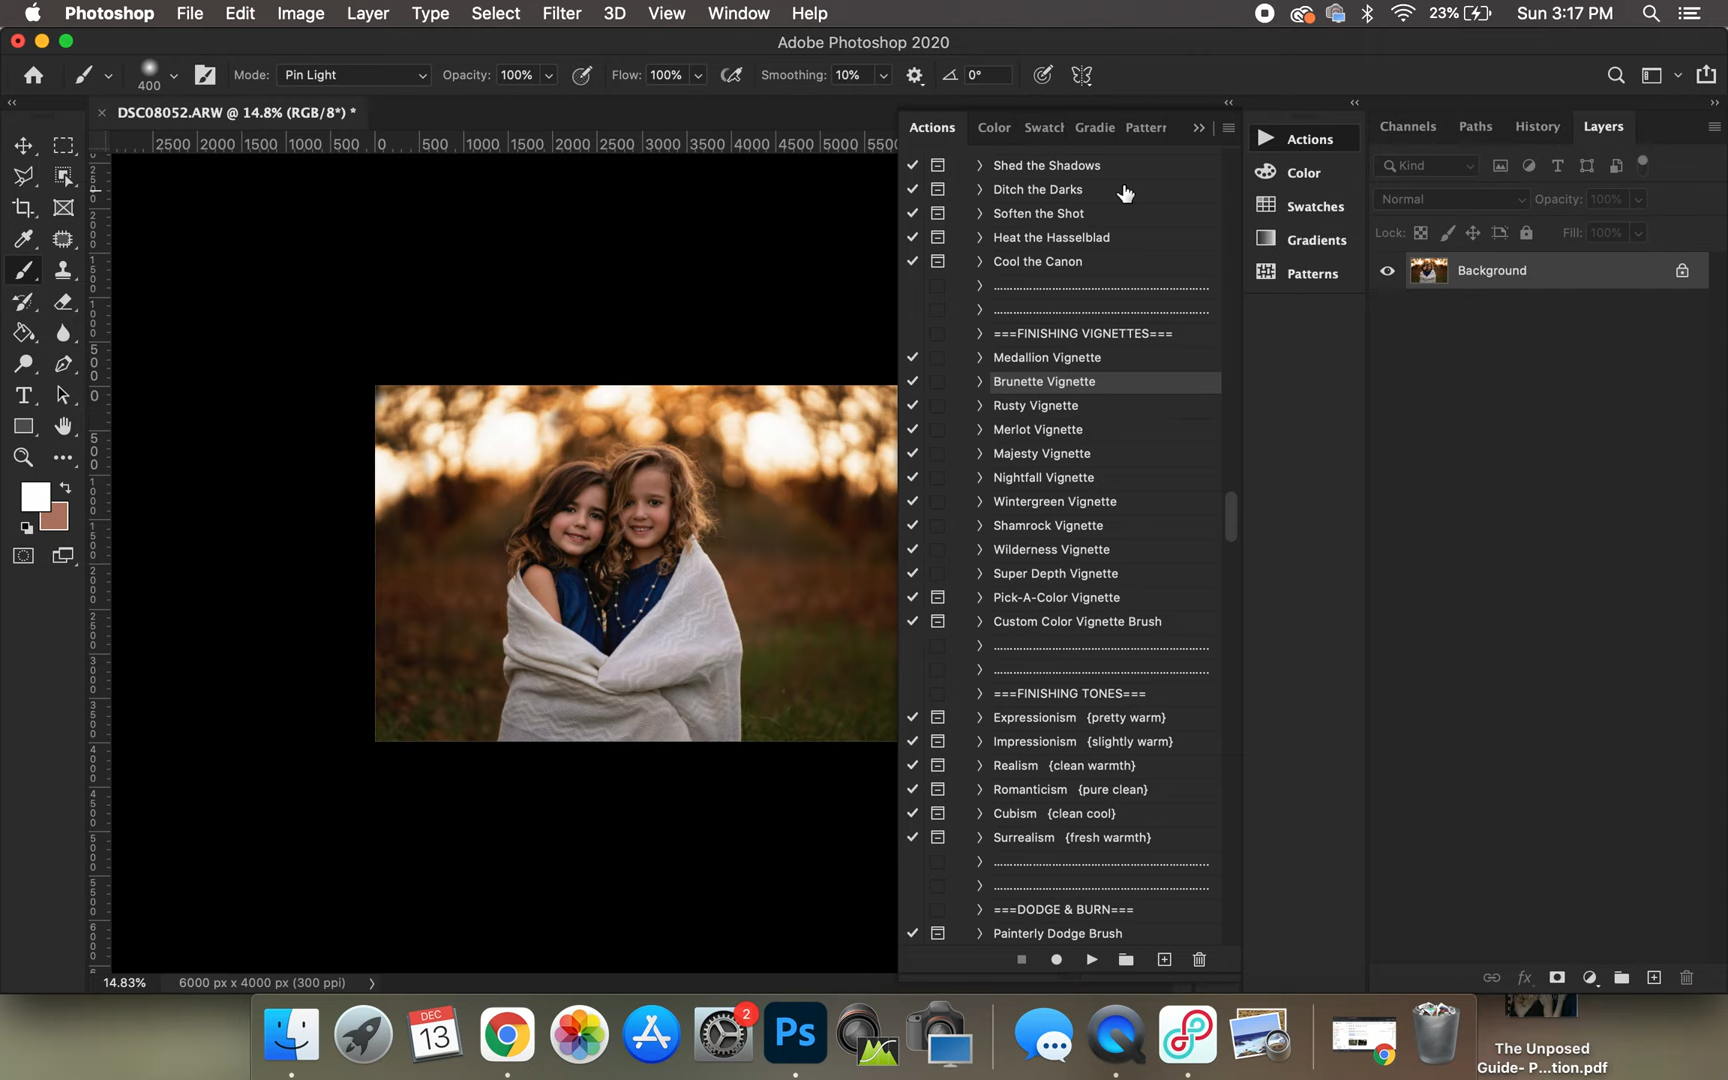 Photoshop File Edit Image Layer Type Select Filter 3D View Window Help 23% Sun 3:17 PM
Adobe Photoshop 2020
400 Mode: Pin Light Opacity: 100% Flow: 100% Smoothing: 10% 0°
× DSC08052.ARW @ 14.8% (RGB/8*) *
2500 2000 1500 1000 500 0 500 1000 1500 2000 2500 3000 3500 4000 4500 5000
Actions Color Swatch Gradie Pattern
Shed the Shadows
Ditch the Darks
Soften the Shot
Heat the Hasselblad
Cool the Canon
===FINISHING VIGNETTES===
Medallion Vignette
Brunette Vignette
Rusty Vignette
Merlot Vignette
Majesty Vignette
Nightfall Vignette
Wintergreen Vignette
Shamrock Vignette
Wilderness Vignette
Super Depth Vignette
Pick-A-Color Vignette
Custom Color Vignette Brush
===FINISHING TONES===
Expressionism {pretty warm}
Impressionism {slightly warm}
Realism {clean warmth}
Romanticism {pure clean}
Cubism {clean cool}
Surrealism {fresh warmth}
===DODGE & BURN===
Painterly Dodge Brush
Actions
Color
Swatches
Gradients
Patterns
Channels Paths History Layers
Kind
Normal Opacity: 100%
Lock: Fill: 100%
Background
fx
14.83% 6000 px x 4000 px (300 ppi)
DEC
13
2
Ps
The Unposed
Guide- P...tion.pdf